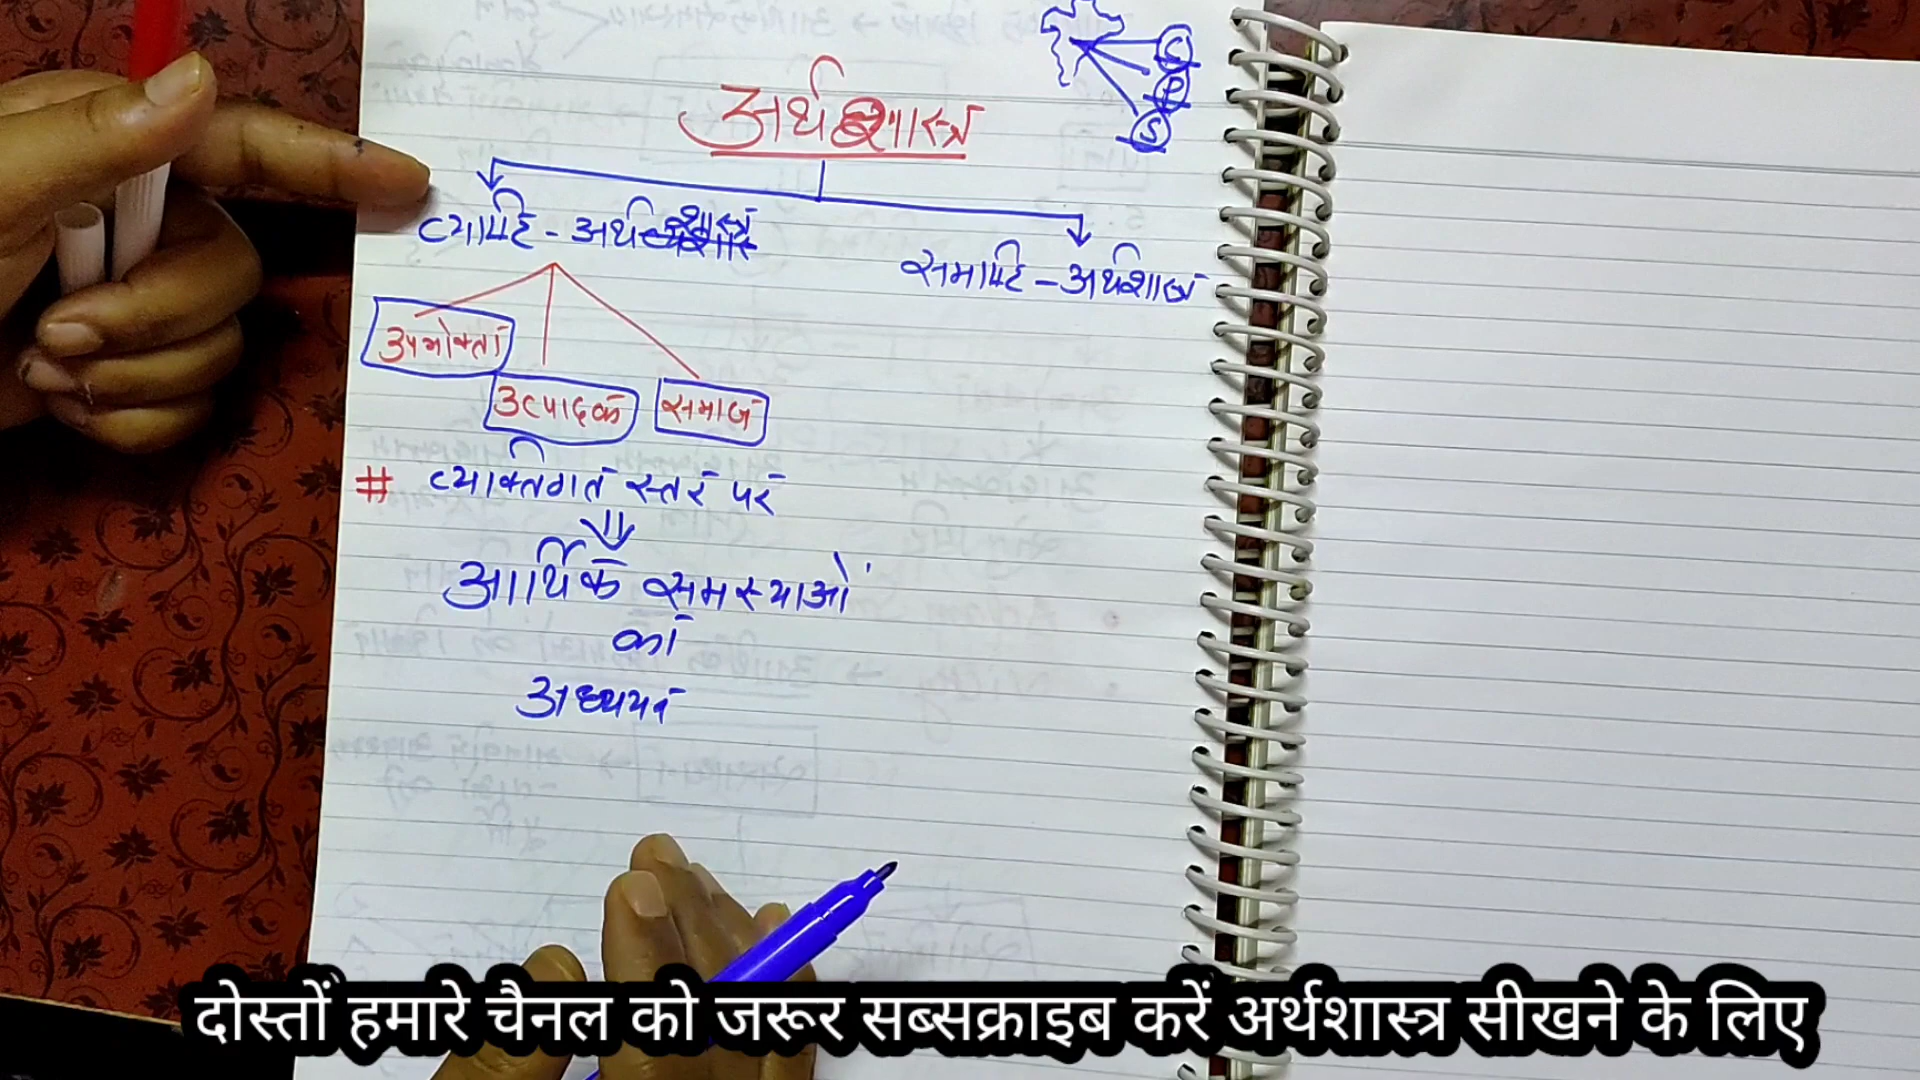 अर्थशास्त्र
C
P
S
व्यष्टि - अर्थशास्त्र
समष्टि - अर्थशास्त्र
उपभोक्ता
उत्पादक
समाज
# व्यक्तिगत स्तर पर
आर्थिक समस्याओं
का
अध्ययन
दोस्तों हमारे चैनल को जरूर सब्सक्राइब करें अर्थशास्त्र सीखने के लिए